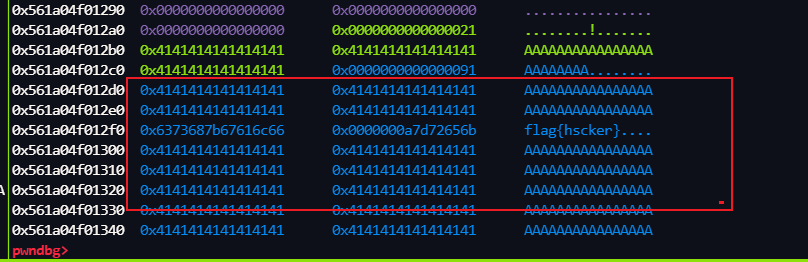 0x561a04f01290 0x0000000000000000 0x0000000000000000 ................
0x561a04f012a0 0x0000000000000000 0x0000000000000021 ........!.......
0x561a04f012b0 0x4141414141414141 0x4141414141414141 AAAAAAAAAAAAAAAA
0x561a04f012c0 0x4141414141414141 0x0000000000000091 AAAAAAAA........
0x561a04f012d0 0x4141414141414141 0x4141414141414141 AAAAAAAAAAAAAAAA
0x561a04f012e0 0x4141414141414141 0x4141414141414141 AAAAAAAAAAAAAAAA
0x561a04f012f0 0x6373687b67616c66 0x0000000a7d72656b flag{hscker}....
0x561a04f01300 0x4141414141414141 0x4141414141414141 AAAAAAAAAAAAAAAA
0x561a04f01310 0x4141414141414141 0x4141414141414141 AAAAAAAAAAAAAAAA
A 0x561a04f01320 0x4141414141414141 0x4141414141414141 AAAAAAAAAAAAAAAA
0x561a04f01330 0x4141414141414141 0x4141414141414141 AAAAAAAAAAAAAAAA
0x561a04f01340 0x4141414141414141 0x4141414141414141 AAAAAAAAAAAAAAAA
pwndbg>